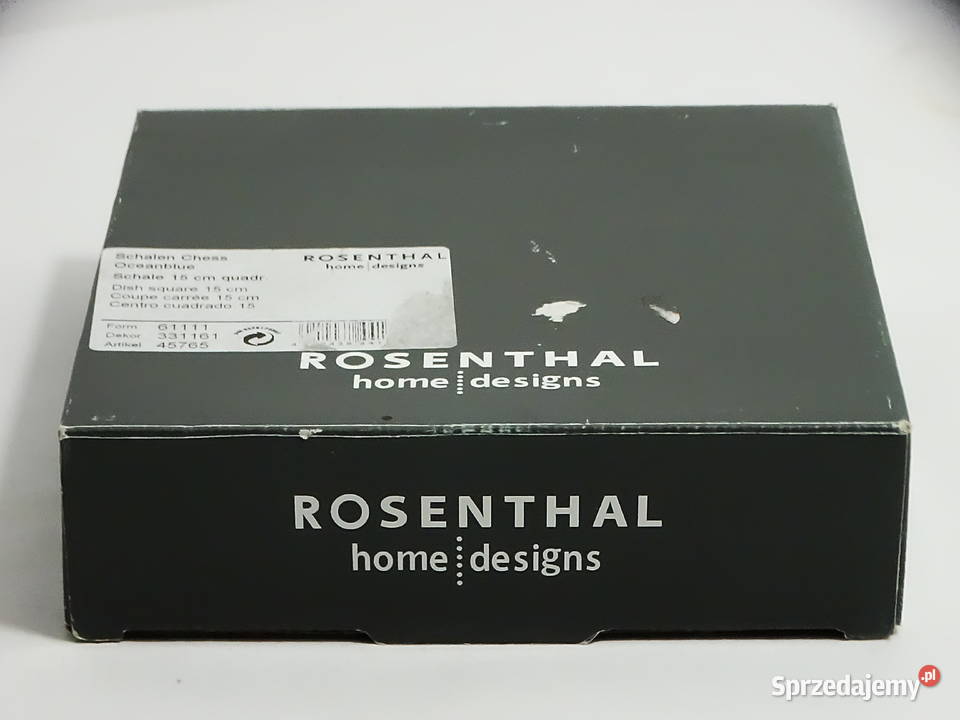 Schalen Chess
Oceanblue
Schale 15 cm quadr.
Dish square 15 cm
Coupe carrée 15 cm
Centro cuadrado 15
Form 61111
Dekor 331161
Artikel 45765
ROSENTHAL
home designs
ROSENTHAL
home designs
ROSENTHAL
home designs
Sprzedajemy.pl